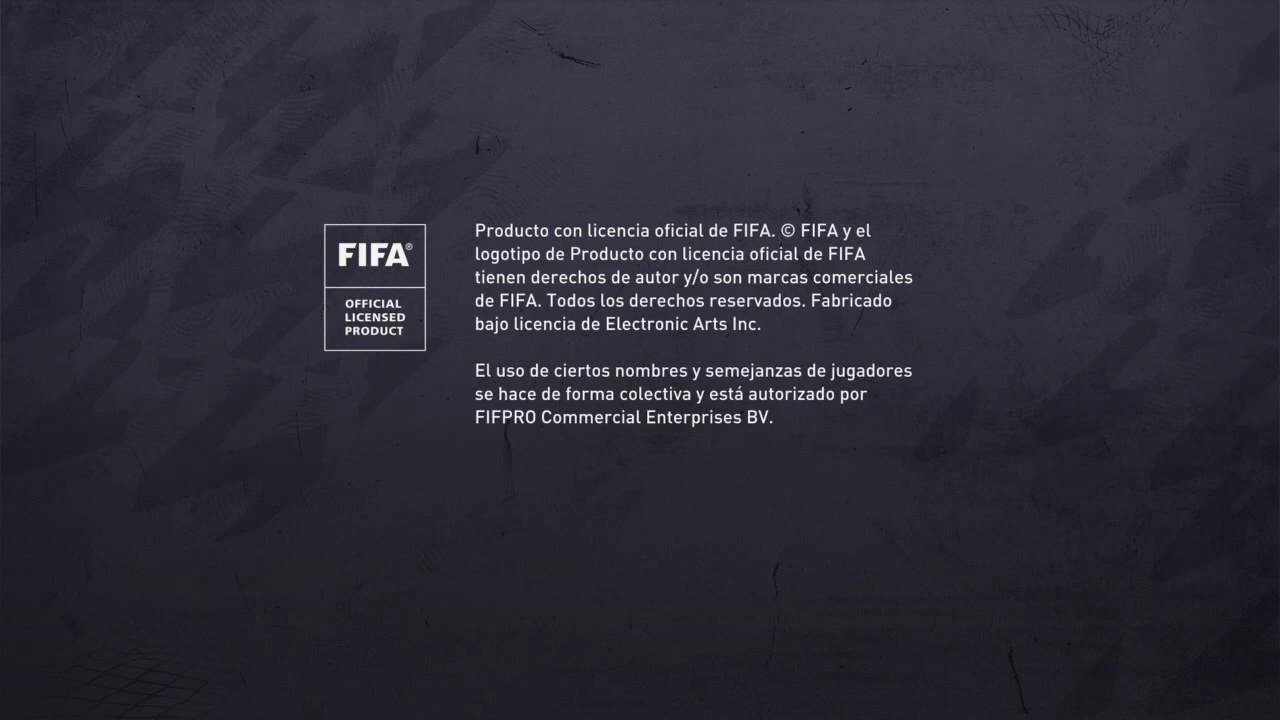 FIFA®
OFFICIAL
LICENSED
PRODUCT
Producto con licencia oficial de FIFA. © FIFA y el
logotipo de Producto con licencia oficial de FIFA
tienen derechos de autor y/o son marcas comerciales
de FIFA. Todos los derechos reservados. Fabricado
bajo licencia de Electronic Arts Inc.
El uso de ciertos nombres y semejanzas de jugadores
se hace de forma colectiva y está autorizado por
FIFPRO Commercial Enterprises BV.